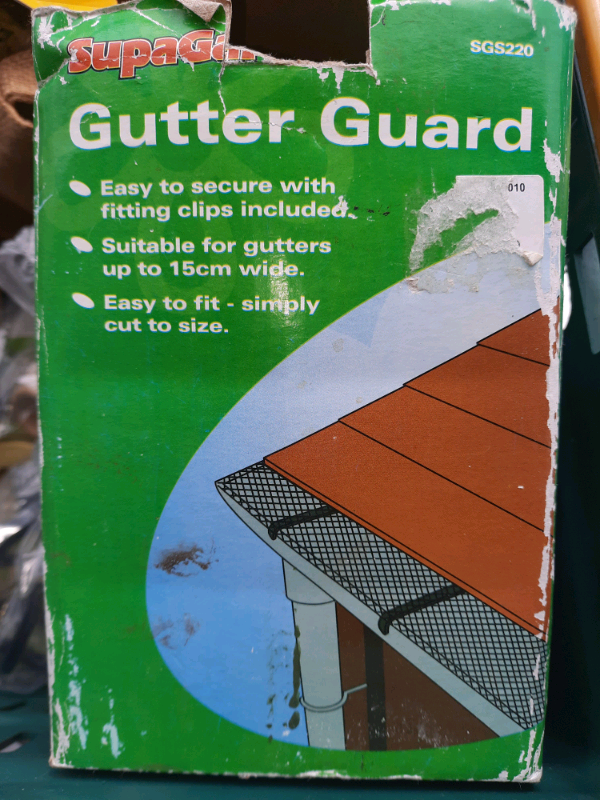 SGS220
Gutter Guard
Easy to secure with
fitting clips included.
010
Suitable for gutters
up to 15cm wide.
Easy to fit - simply
cut to size.